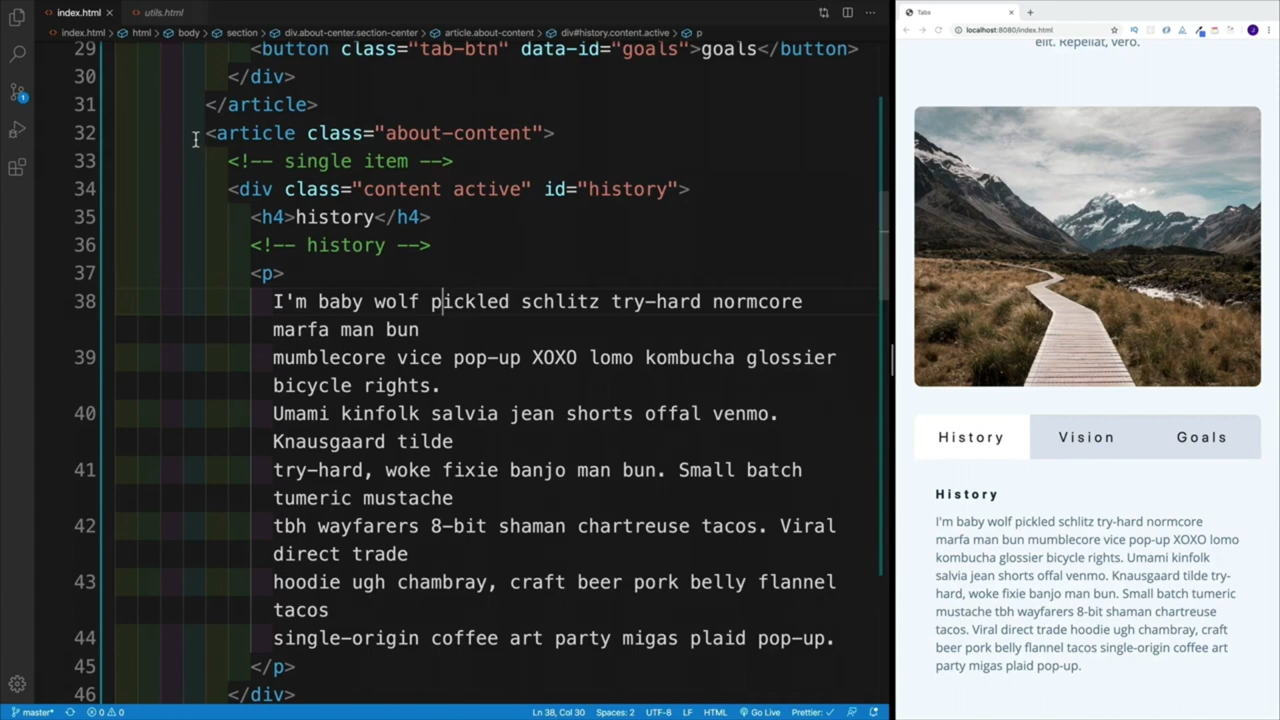 index.html
utils.html
index.html > html > body > section > div.about-center.section-center > article.about-content > div#history.content.active > p
29 <button class="tab-btn" data-id="goals">goals</button>
30 </div>
31 </article>
32 <article class="about-content">
33 <!-- single item -->
34 <div class="content active" id="history">
35 <h4>history</h4>
36 <!-- history -->
37 <p>
38 I'm baby wolf pickled schlitz try-hard normcore
marfa man bun
39 mumblecore vice pop-up XOXO lomo kombucha glossier
bicycle rights.
40 Umami kinfolk salvia jean shorts offal venmo.
Knausgaard tilde
41 try-hard, woke fixie banjo man bun. Small batch
tumeric mustache
42 tbh wayfarers 8-bit shaman chartreuse tacos. Viral
direct trade
43 hoodie ugh chambray, craft beer pork belly flannel
tacos
44 single-origin coffee art party migas plaid pop-up.
45 </p>
46 </div>
1
master*
0 0
Ln 38, Col 30
Spaces: 2
UTF-8
LF
HTML
Go Live
Prettier: ✓
Tabs
localhost:8080/index.html
J
elit. Repellat, vero.
History Vision Goals
History
I'm baby wolf pickled schlitz try-hard normcore
marfa man bun mumblecore vice pop-up XOXO lomo
kombucha glossier bicycle rights. Umami kinfolk
salvia jean shorts offal venmo. Knausgaard tilde try-
hard, woke fixie banjo man bun. Small batch tumeric
mustache tbh wayfarers 8-bit shaman chartreuse
tacos. Viral direct trade hoodie ugh chambray, craft
beer pork belly flannel tacos single-origin coffee art
party migas plaid pop-up.